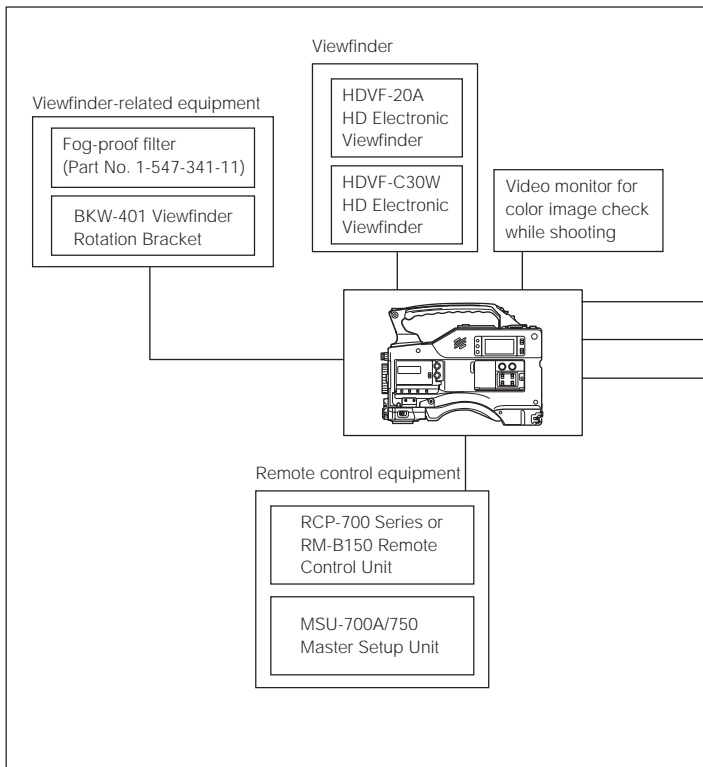 Viewfinder
HDVF-20A
HD Electronic
Viewfinder
HDVF-C30W
HD Electronic
Viewfinder
Viewfinder-related equipment
Fog-proof filter
(Part No. 1-547-341-11)
BKW-401 Viewfinder
Rotation Bracket
Video monitor for
color image check
while shooting
Remote control equipment
RCP-700 Series or
RM-B150 Remote
Control Unit
MSU-700A/750
Master Setup Unit